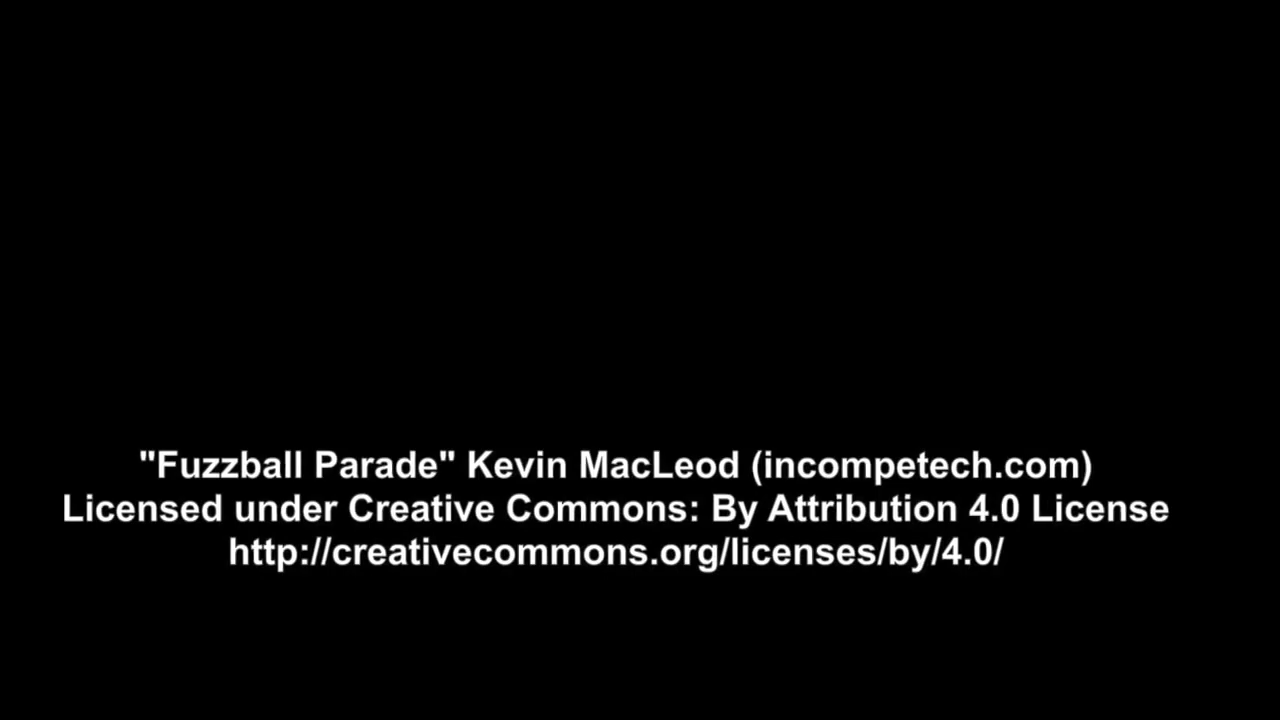 "Fuzzball Parade" Kevin MacLeod (incompetech.com)
Licensed under Creative Commons: By Attribution 4.0 License
http://creativecommons.org/licenses/by/4.0/